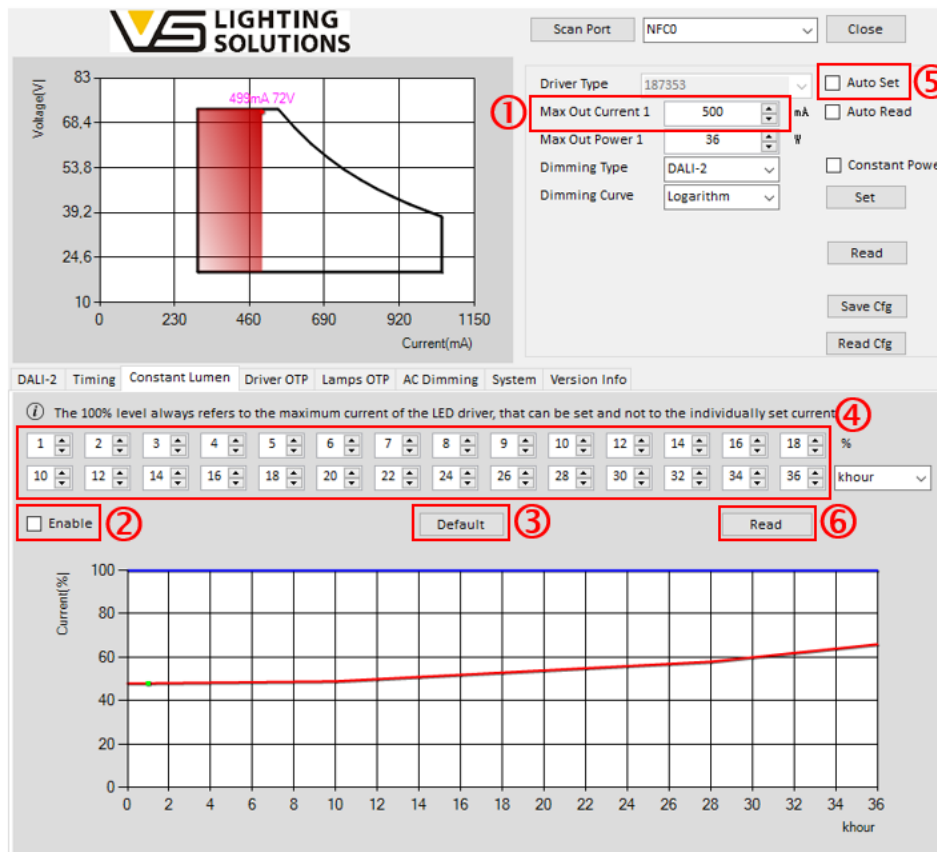 VS LIGHTING
SOLUTIONS
Scan Port NFC0 Close
Voltage[V]
83
68,4
53,8
39,2
24,6
10
499mA 72V
0 230 460 690 920 1150
Current(mA)
Driver Type 187353 Auto Set ⑤
① Max Out Current 1 500 mA Auto Read
Max Out Power 1 36 W
Dimming Type DALI-2 Constant Powe
Dimming Curve Logarithm Set
Read
Save Cfg
Read Cfg
DALI-2 Timing Constant Lumen Driver OTP Lamps OTP AC Dimming System Version Info
i The 100% level always refers to the maximum current of the LED driver, that can be set and not to the individually set current ④
1 2 3 4 5 6 7 8 9 10 12 14 16 18 %
10 12 14 16 18 20 22 24 26 28 30 32 34 36 khour
Enable ② Default ③ Read ⑥
Current[%]
100
80
60
40
20
0
0 2 4 6 8 10 12 14 16 18 20 22 24 26 28 30 32 34 36
khour